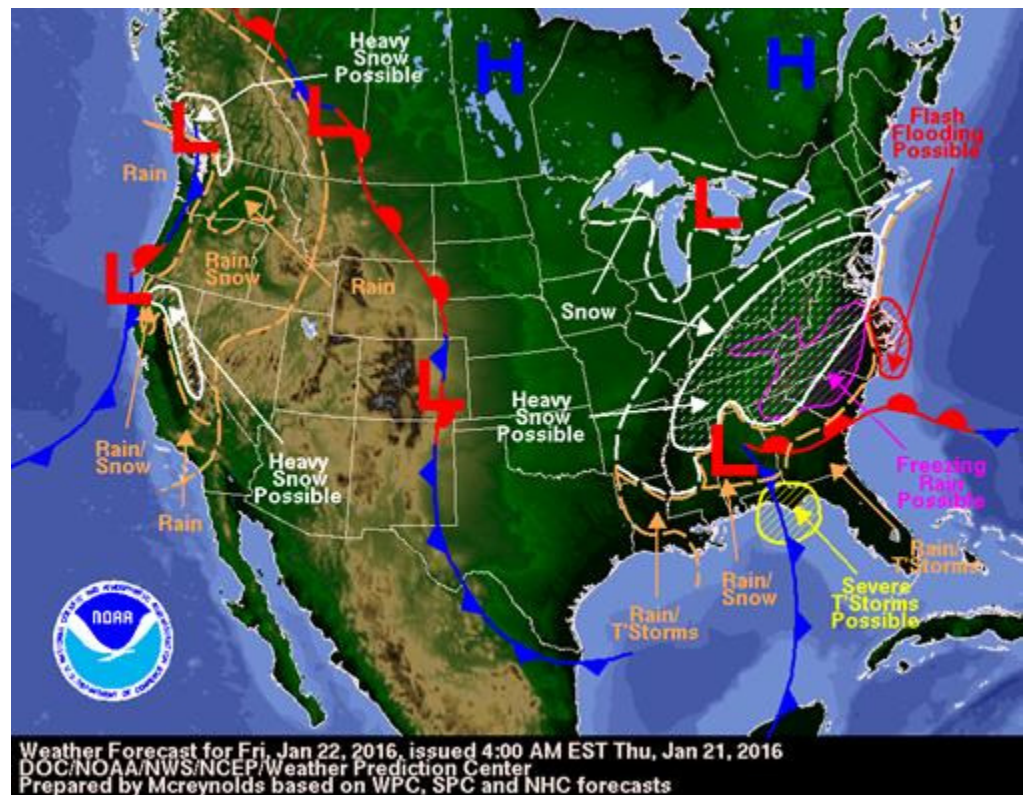 Heavy
Snow
Possible
H
H
L
L
Flash
Flooding
Possible
Rain
L
Rain/
Snow
Rain
L
Snow
L
Heavy
Snow
Possible
Rain/
Snow
Heavy
Snow
Possible
L
Freezing
Rain
Possible
Rain
Rain/
T'Storms
Rain/
Snow
Severe
T'Storms
Possible
Rain/
T'Storms
NOAA
Weather Forecast for Fri, Jan 22, 2016, issued 4:00 AM EST Thu, Jan 21, 2016
DOC/NOAA/NWS/NCEP/Weather Prediction Center
Prepared by Mcreynolds based on WPC, SPC and NHC forecasts